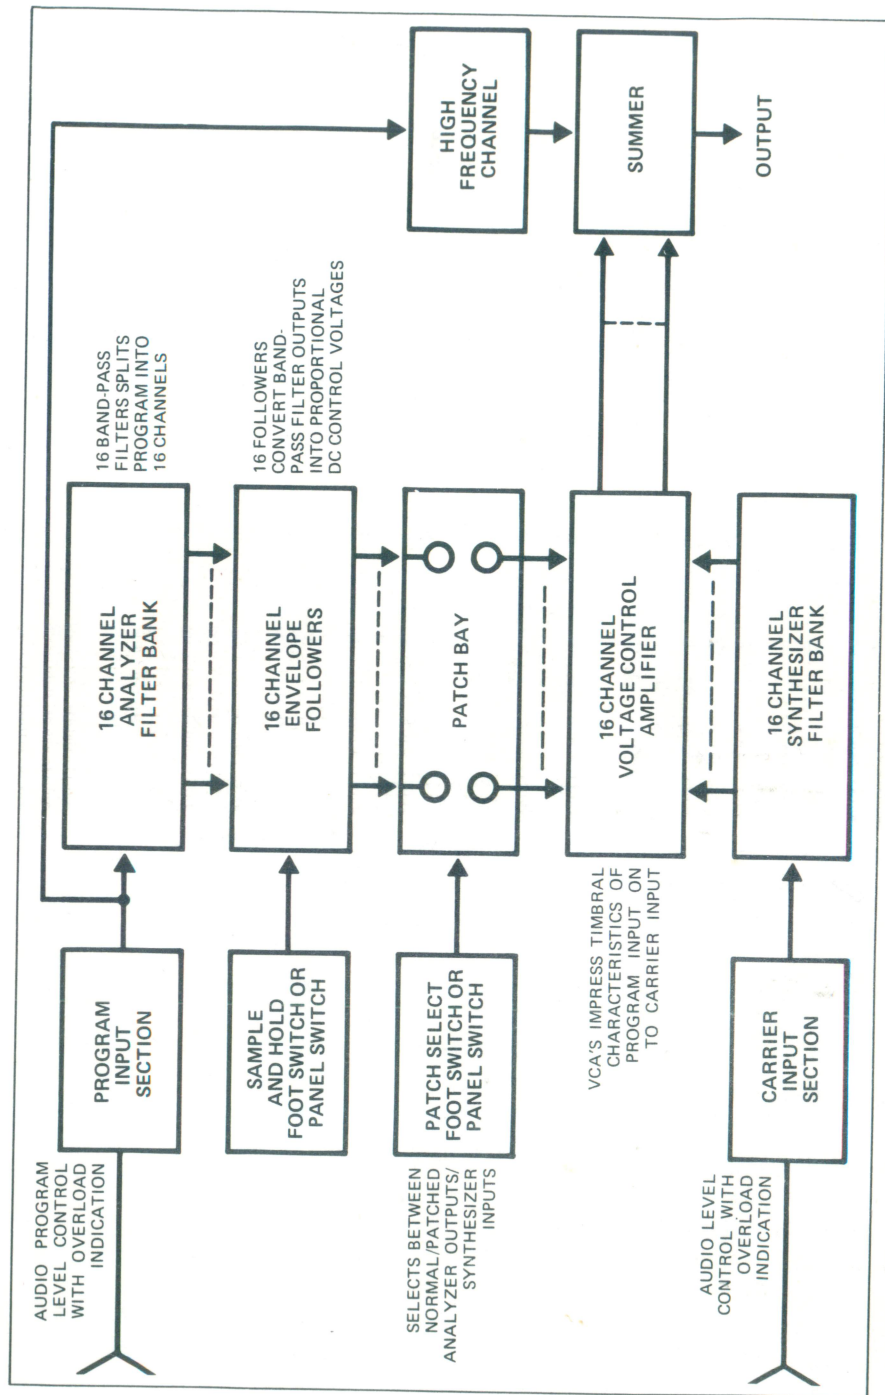 AUDIO PROGRAM
LEVEL CONTROL
WITH OVERLOAD
INDICATION
PROGRAM
INPUT
SECTION
16 CHANNEL
ANALYZER
FILTER BANK
16 BAND-PASS
FILTERS SPLITS
PROGRAM INTO
16 CHANNELS
SAMPLE
AND HOLD
FOOT SWITCH OR
PANEL SWITCH
16 CHANNEL
ENVELOPE
FOLLOWERS
16 FOLLOWERS
CONVERT BAND-
PASS FILTER OUTPUTS
INTO PROPORTIONAL
DC CONTROL VOLTAGES
SELECTS BETWEEN
NORMAL/PATCHED
ANALYZER OUTPUTS/
SYNTHESIZER
INPUTS
PATCH SELECT
FOOT SWITCH OR
PANEL SWITCH
PATCH BAY
HIGH
FREQUENCY
CHANNEL
VCA'S IMPRESS TIMBRAL
CHARACTERISTICS OF
PROGRAM INPUT ON
TO CARRIER INPUT
16 CHANNEL
VOLTAGE CONTROL
AMPLIFIER
SUMMER
AUDIO LEVEL
CONTROL WITH
OVERLOAD
INDICATION
CARRIER
INPUT
SECTION
16 CHANNEL
SYNTHESIZER
FILTER BANK
OUTPUT